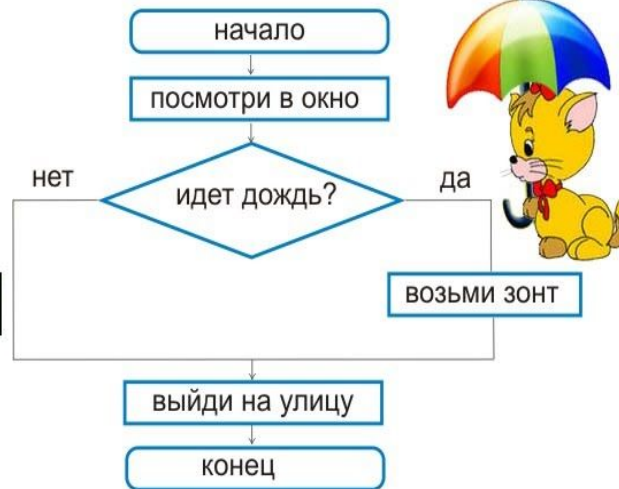 начало
посмотри в окно
нет
идет дождь?
да
возьми зонт
выйди на улицу
конец